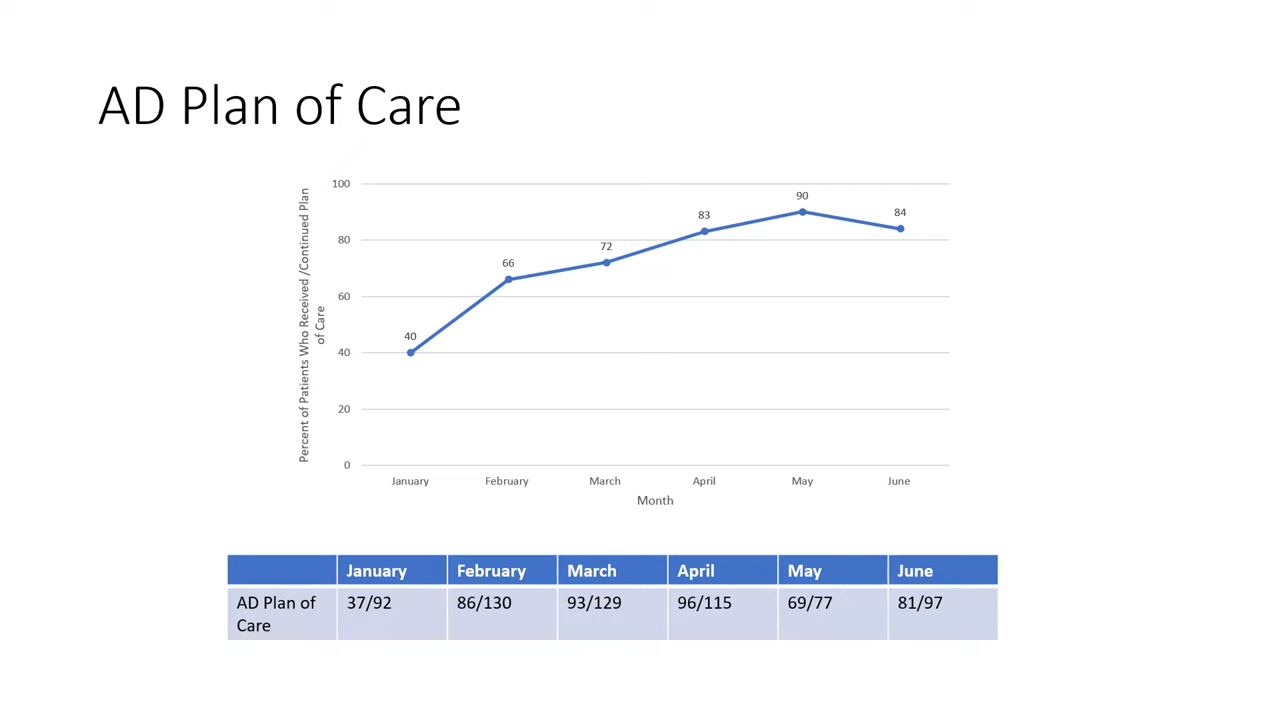 AD Plan of Care
Percent of Patients Who Received /Continued Plan
of Care
100
80
60
40
20
0
40
66
72
83
90
84
January February March April May June
Month
January February March April May June
AD Plan of 37/92 86/130 93/129 96/115 69/77 81/97
Care